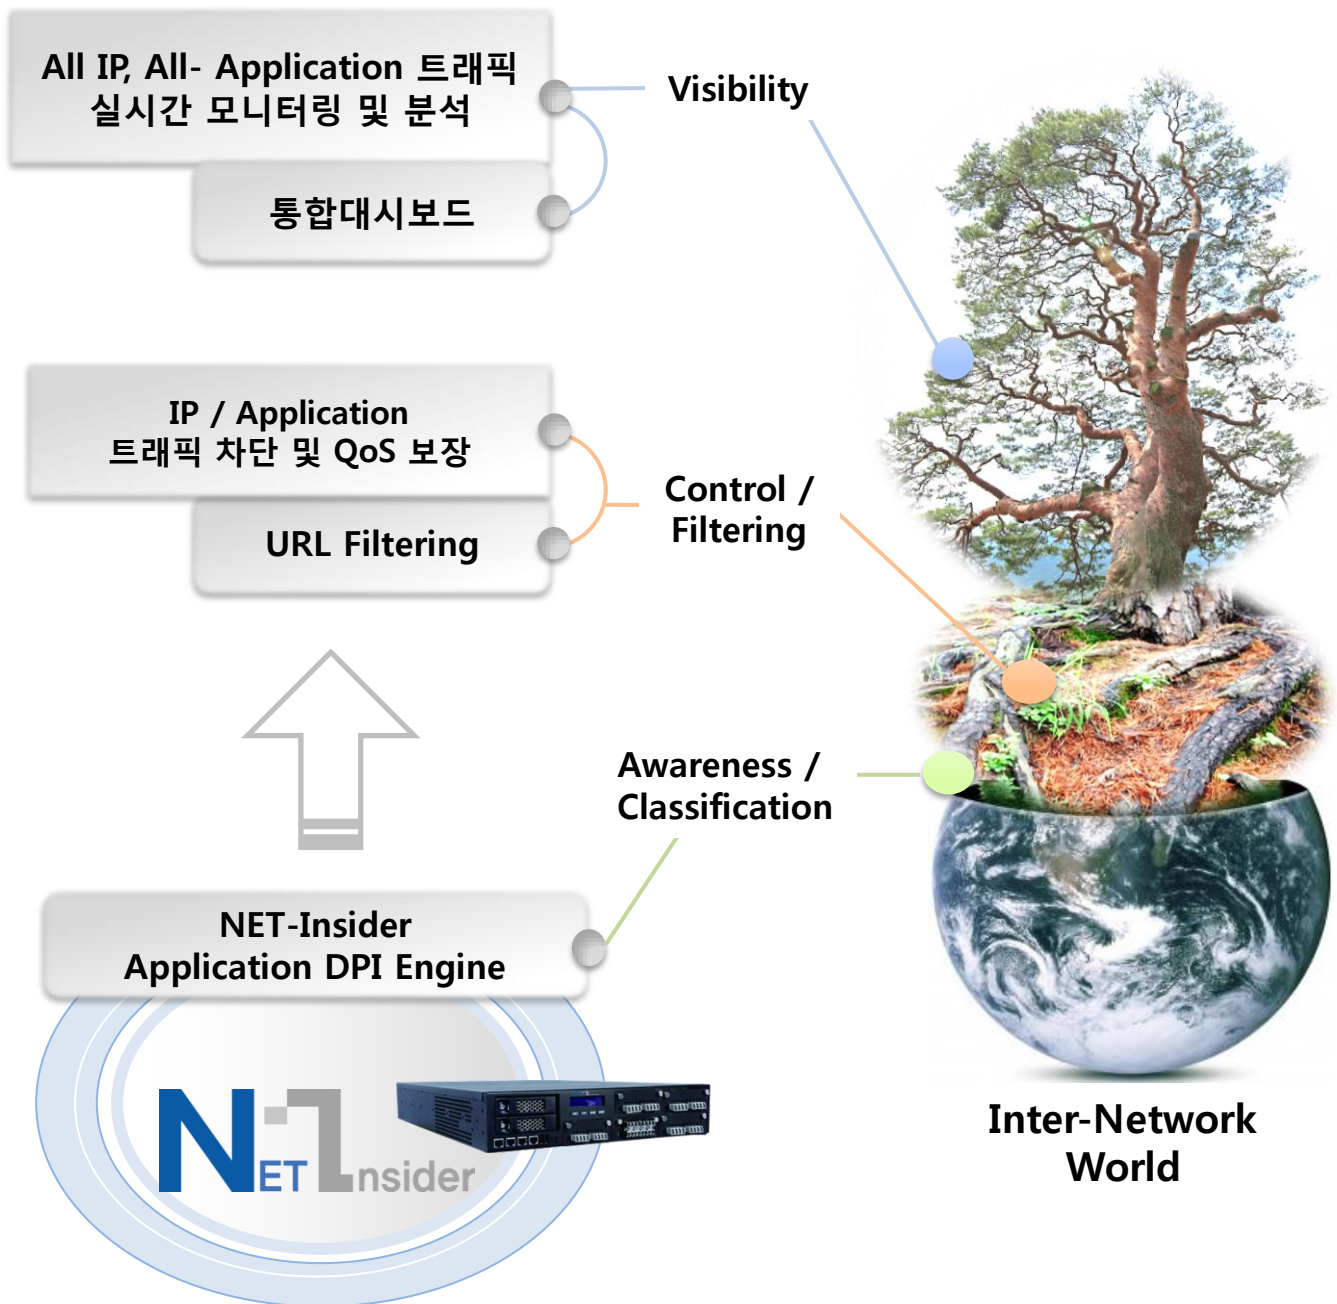 All IP, All- Application 트래픽
실시간 모니터링 및 분석
통합대시보드
Visibility
IP / Application
트래픽 차단 및 QoS 보장
URL Filtering
Control /
Filtering
Awareness /
Classification
NET-Insider
Application DPI Engine
NET Insider
Inter-Network
World